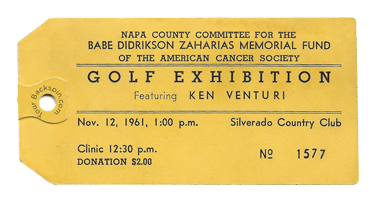 NAPA COUNTY COMMITTEE FOR THE
BABE DIDRIKSON ZAHARIAS MEMORIAL FUND
OF THE AMERICAN CANCER SOCIETY
GOLF EXHIBITION
Featuring KEN VENTURI
Your Backspin.com
Nov. 12, 1961, 1:00 p.m. Silverado Country Club
Clinic 12:30 p.m.
DONATION $2.00
No 1577